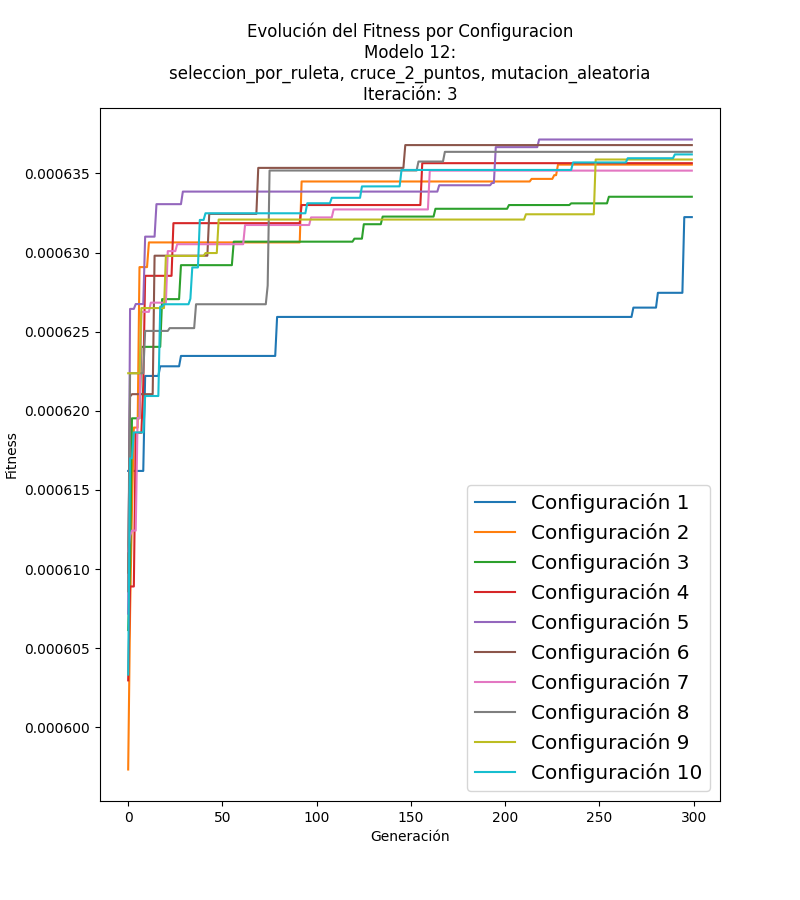 Evolución del Fitness por Configuracion
Modelo 12:
seleccion_por_ruleta, cruce_2_puntos, mutacion_aleatoria
Iteración: 3
0.000635
0.000630
0.000625
0.000620
0.000615
0.000610
0.000605
0.000600
Fitness
Configuración 1
Configuración 2
Configuración 3
Configuración 4
Configuración 5
Configuración 6
Configuración 7
Configuración 8
Configuración 9
Configuración 10
0 50 100 150 200 250 300
Generación